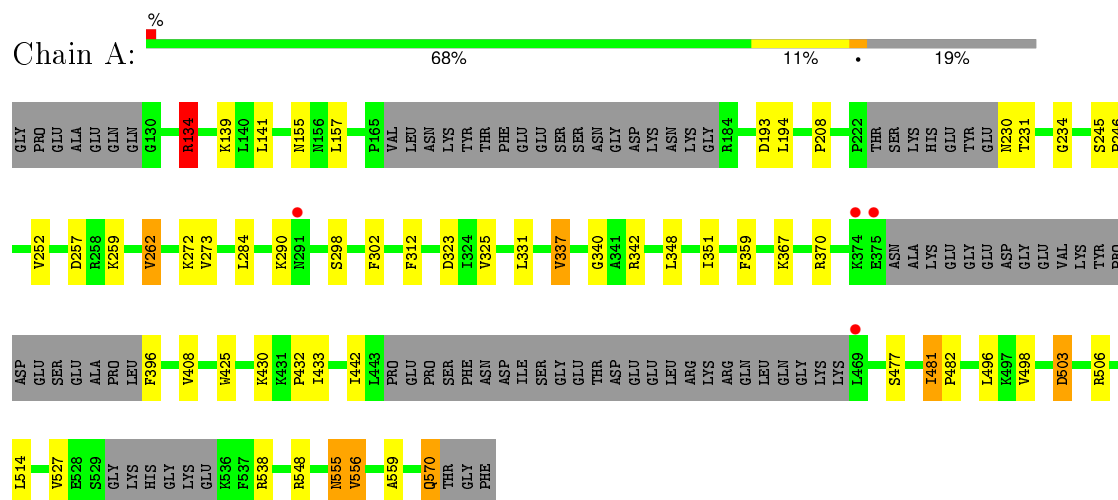 %
Chain A:
68% 11% • 19%
GLY PRO GLU ALA GLU GLN GLN G130 R134 K139 L140 L141 N155 N156 L157 P165 VAL LEU ASN LYS TYR THR PHE GLU GLU SER SER ASN GLY ASP LYS ASN LYS GLY R184 D193 L194 P208 P222 THR SER LYS HIS GLU TYR GLU N230 T231 G234 S245
V252 D257 R258 K259 V262 K272 V273 L284 K290 N291 S298 F302 F312 D323 I324 V325 L331 V337 G340 A341 R342 L348 I351 F359 K367 R370 K374 E375 ASN ALA LYS GLU GLU GLY GLU ASP GLY GLU VAL LYS TYR PRO
ASP GLU SER GLU ALA PRO LEU F396 V408 W425 K430 K431 P432 I433 I442 L443 PRO GLU PRO SER PHE ASN ASP ILE SER GLY GLU THR ASP GLU GLU LEU ARG LYS ARG GLN LEU GLN GLY LYS LYS L469 S477 I481 P482 L496 K497 V498 D503 R506
L514 V527 E528 S529 GLY LYS HIS GLY LYS GLU K536 F537 R538 R548 N555 V556 A559 Q570 THR GLY PHE